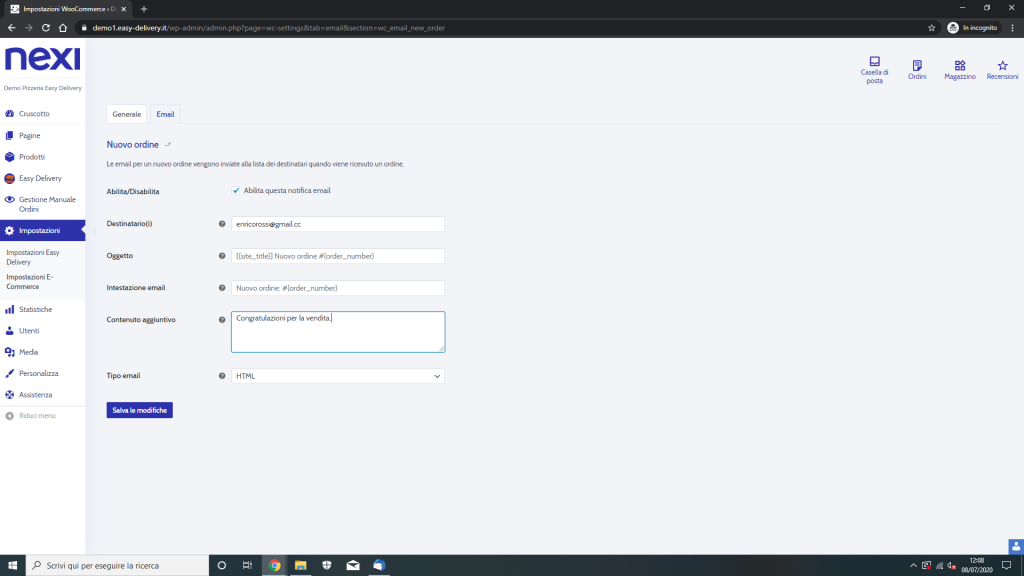 Impostazioni WooCommerce ‹ D
demo1.easy-delivery.it/wp-admin/admin.php?page=wc-settings&tab=email&section=wc_email_new_order
In incognito
nexi
Demo Pizzeria Easy Delivery
Cruscotto
Pagine
Prodotti
Easy Delivery
Gestione Manuale
Ordini
Impostazioni
Impostazioni Easy
Delivery
Impostazioni E-
Commerce
Statistiche
Utenti
Media
Personalizza
Assistenza
Riduci menu
Casella di
posta
Ordini
Magazzino
Recensioni
Generale
Email
Nuovo ordine
Le email per un nuovo ordine vengono inviate alla lista dei destinatari quando viene ricevuto un ordine.
Abilita/Disabilita
Abilita questa notifica email
Destinatario(i)
enricorossi@gmail.cc
Oggetto
[{site_title}] Nuovo ordine #{order_number}
Intestazione email
Nuovo ordine: #{order_number}
Contenuto aggiuntivo
Congratulazioni per la vendita.
Tipo email
HTML
Salva le modifiche
Scrivi qui per eseguire la ricerca
12:08
08/07/2020